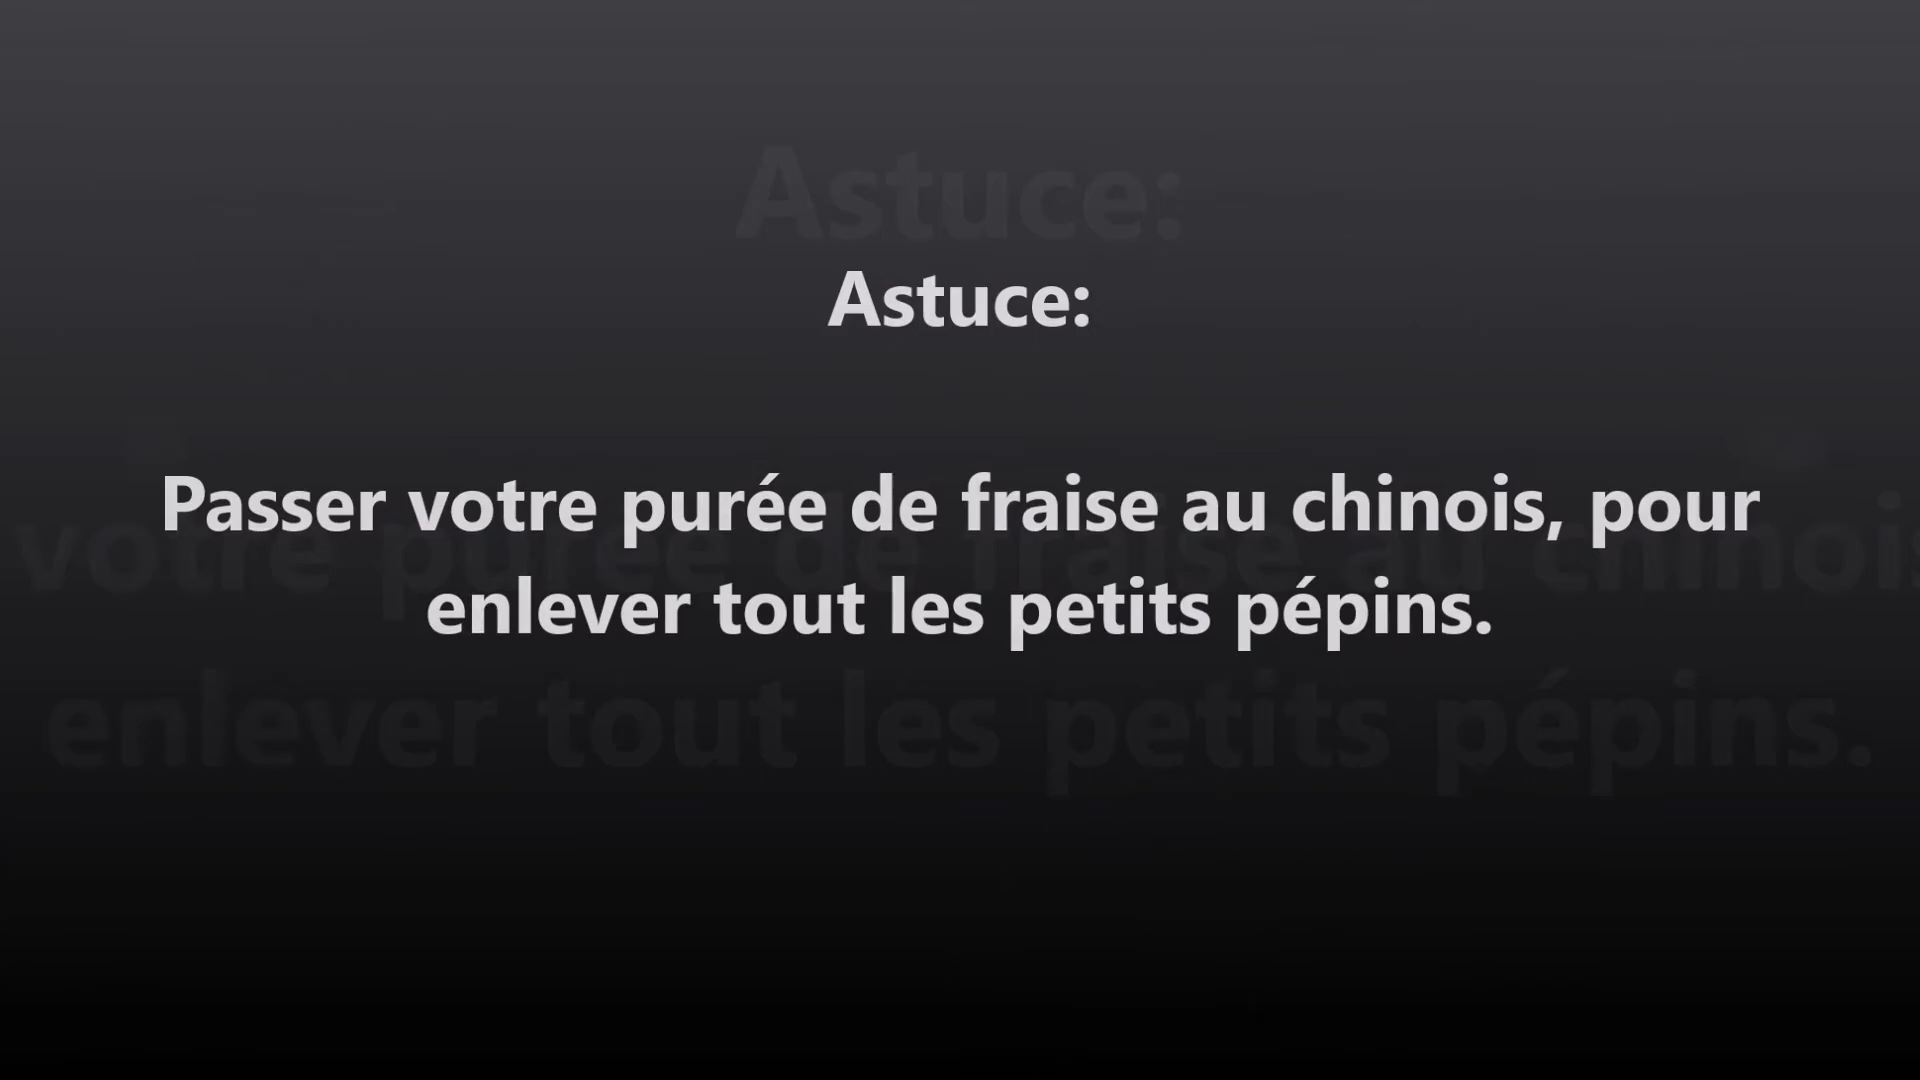 Astuce:
Passer votre purée de fraise au chinois, pour
enlever tout les petits pépins.